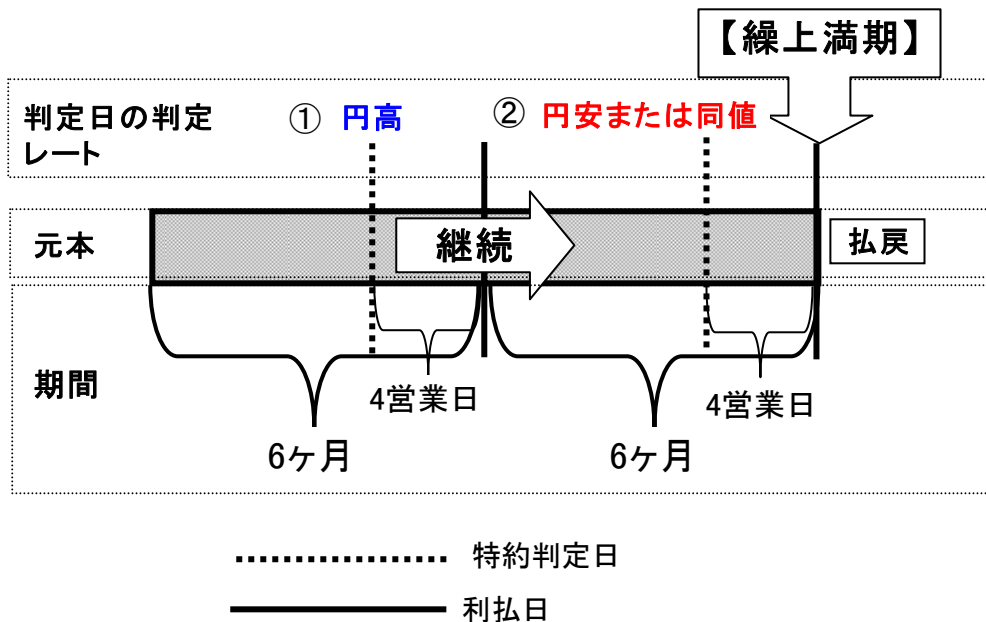 【繰上満期】
判定日の判定
レート
① 円高
② 円安または同値
元本
継続
払戻
期間
4営業日
4営業日
6ヶ月
6ヶ月
特約判定日
利払日